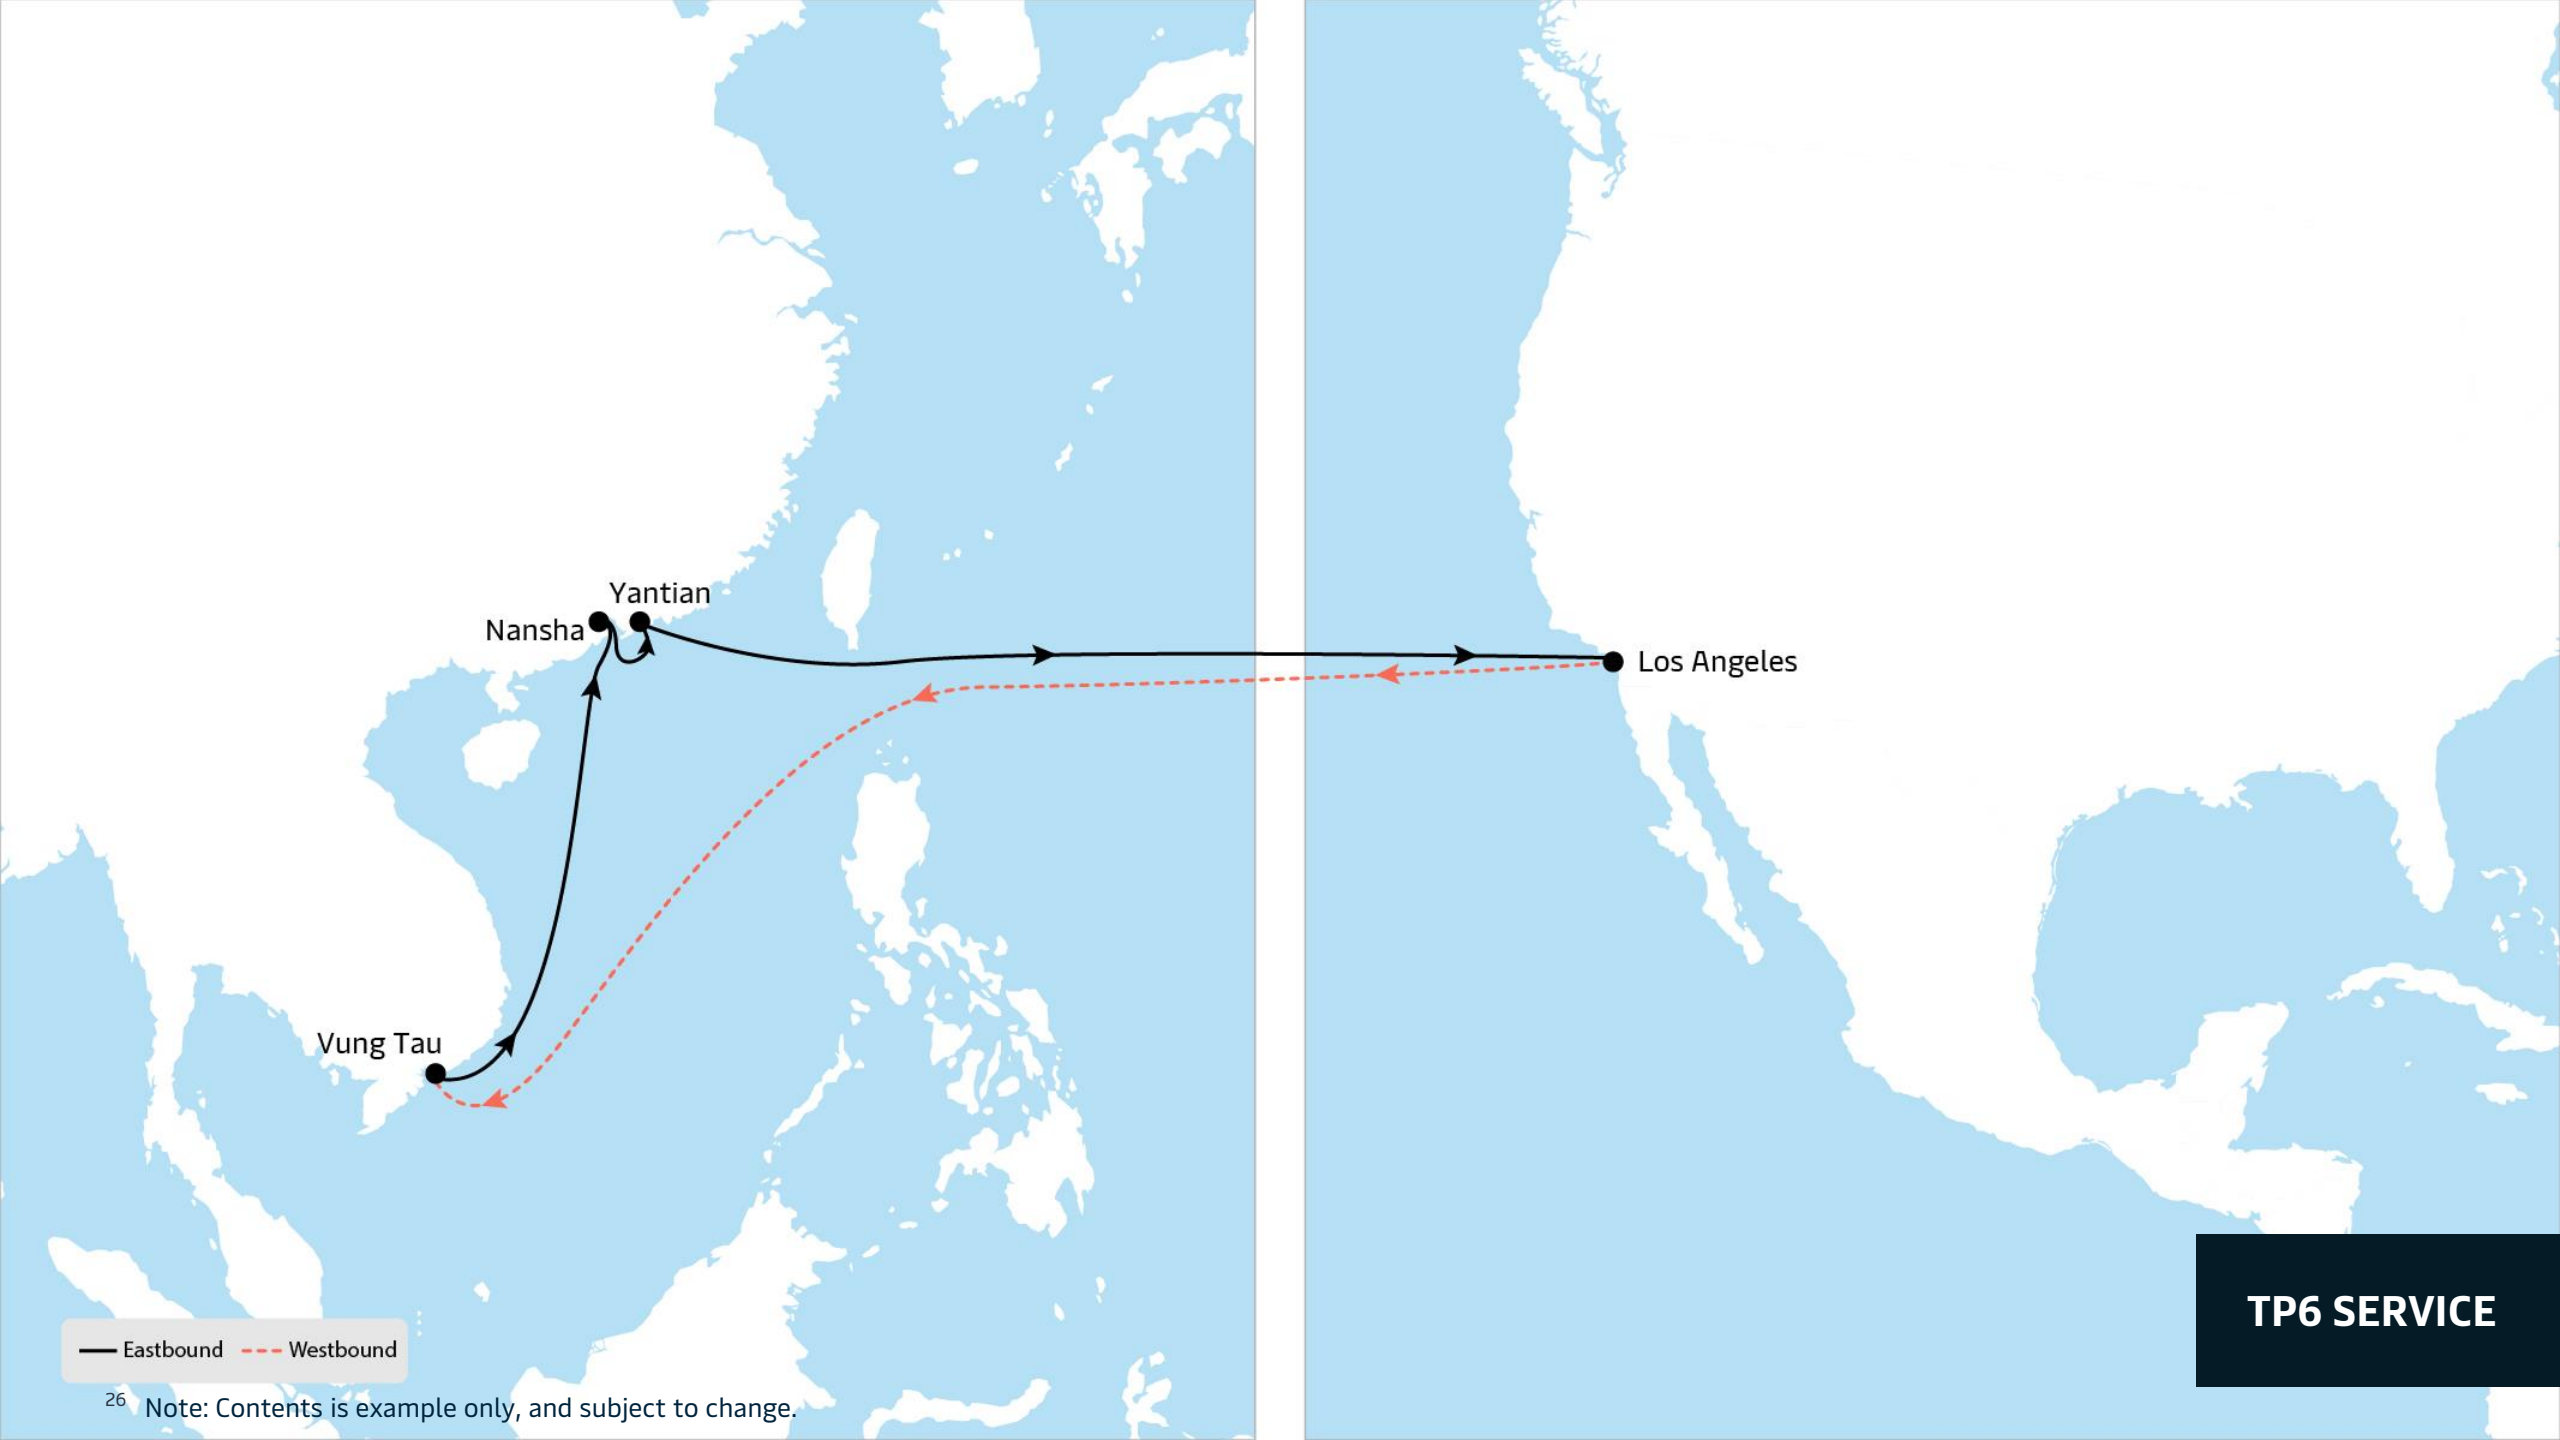 Yantian
Nansha
Los Angeles
Vung Tau
TP6 SERVICE
Eastbound Westbound
26 Note: Contents is example only, and subject to change.